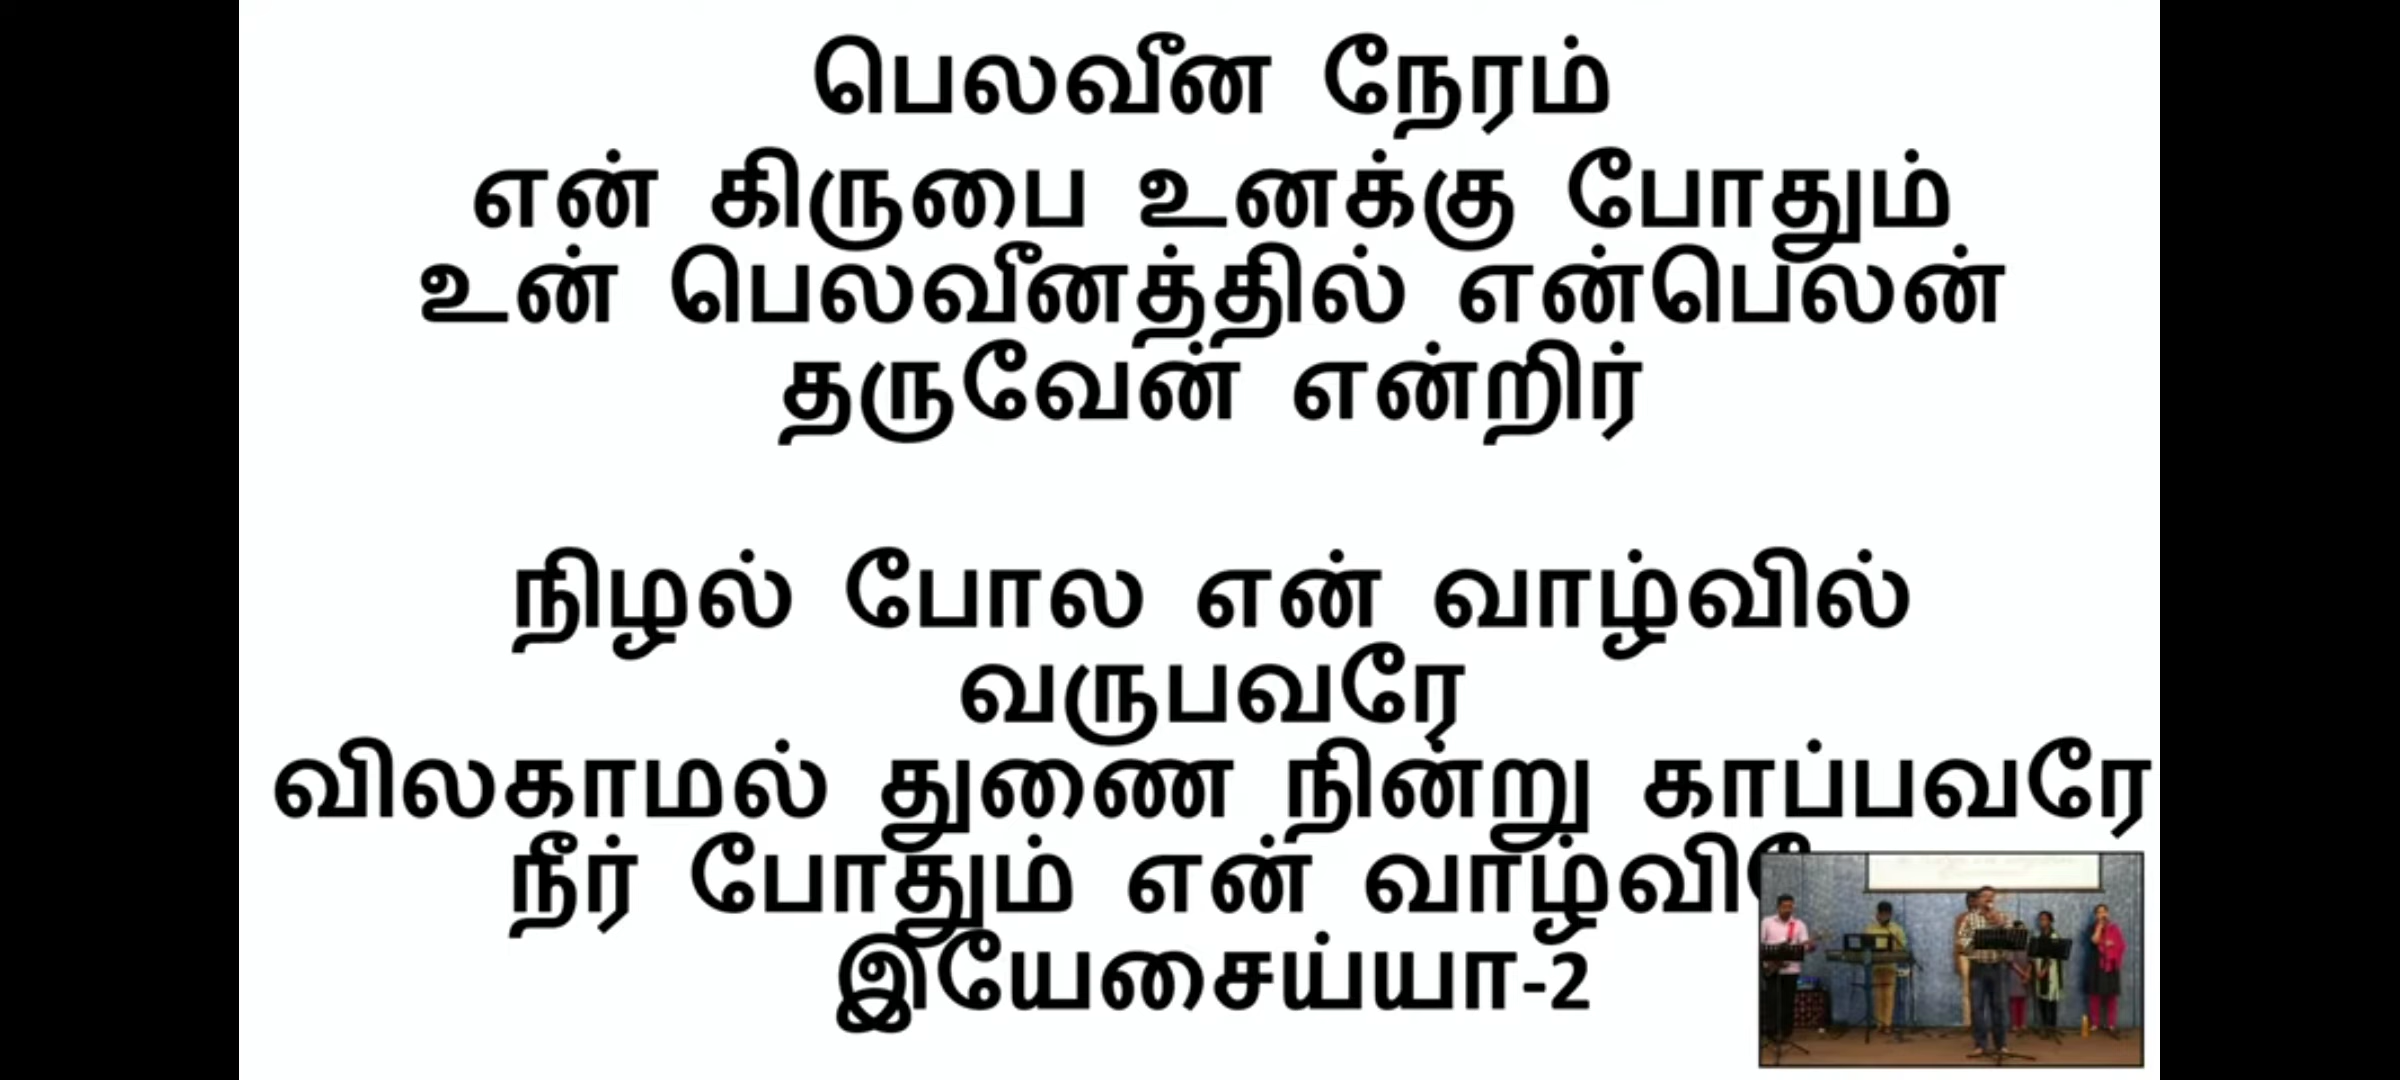 பெலவீன நேரம்
என் கிருபை உனக்கு போதும்
உன் பெலவீனத்தில் என்பெலன்
தருவேன் என்றிர்
நிழல் போல என் வாழ்வில்
வருபவரே
விலகாமல் துணை நின்று காப்பவரே
நீர் போதும் என்
இயேசைய்யா-2